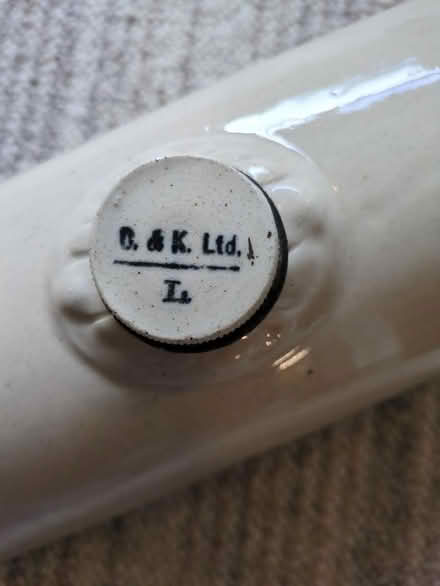 D. & K. Ltd.
I.